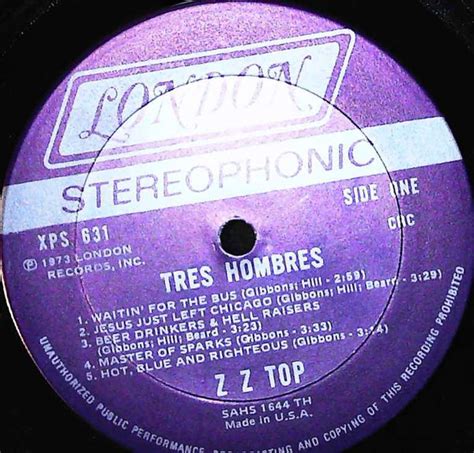 LONDON
STEREOPHONIC
XPS 631
SIDE ONE
℗ 1973 LONDON
RECORDS, INC.
CRC
TRES HOMBRES
1. WAITIN' FOR THE BUS (Gibbons; Hill - 2:59)
2. JESUS JUST LEFT CHICAGO (Gibbons; Hill; Beard - 3:29)
3. BEER DRINKERS & HELL RAISERS
(Gibbons; Hill; Beard - 3:23)
4. MASTER OF SPARKS (Gibbons - 3:33)
5. HOT, BLUE AND RIGHTEOUS (Gibbons - 3:14)
Z Z TOP
SAHS 1644 TH
Made in U.S.A.
UNAUTHORIZED PUBLIC PERFORMANCE, BROADCASTING AND COPYING OF THIS RECORDING PROHIBITED